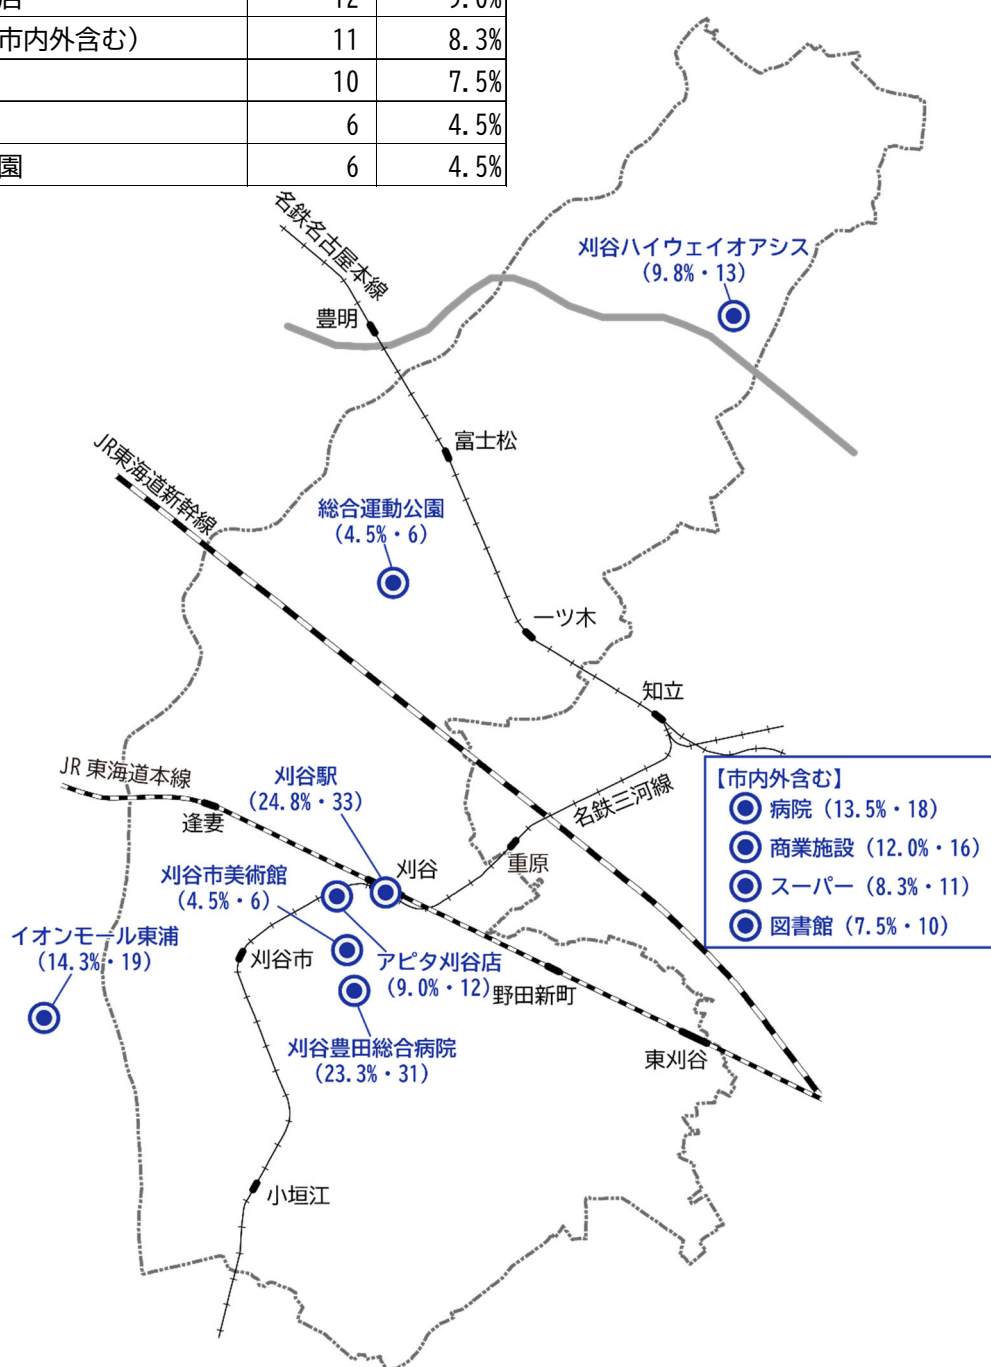 店 12 9.0%
市内外含む） 11 8.3%
10 7.5%
6 4.5%
園 6 4.5%
名鉄名古屋本線
刈谷ハイウェイオアシス
（9.8%・13）
豊明
富士松
JR東海道新幹線
総合運動公園
（4.5%・6）
一ツ木
知立
JR 東海道本線
逢妻
刈谷駅
（24.8%・33）
名鉄三河線
【市内外含む】
病院（13.5%・18）
商業施設（12.0%・16）
スーパー（8.3%・11）
図書館（7.5%・10）
刈谷
重原
刈谷市美術館
（4.5%・6）
イオンモール東浦
（14.3%・19）
刈谷市
アピタ刈谷店
（9.0%・12）
野田新町
刈谷豊田総合病院
（23.3%・31）
東刈谷
小垣江